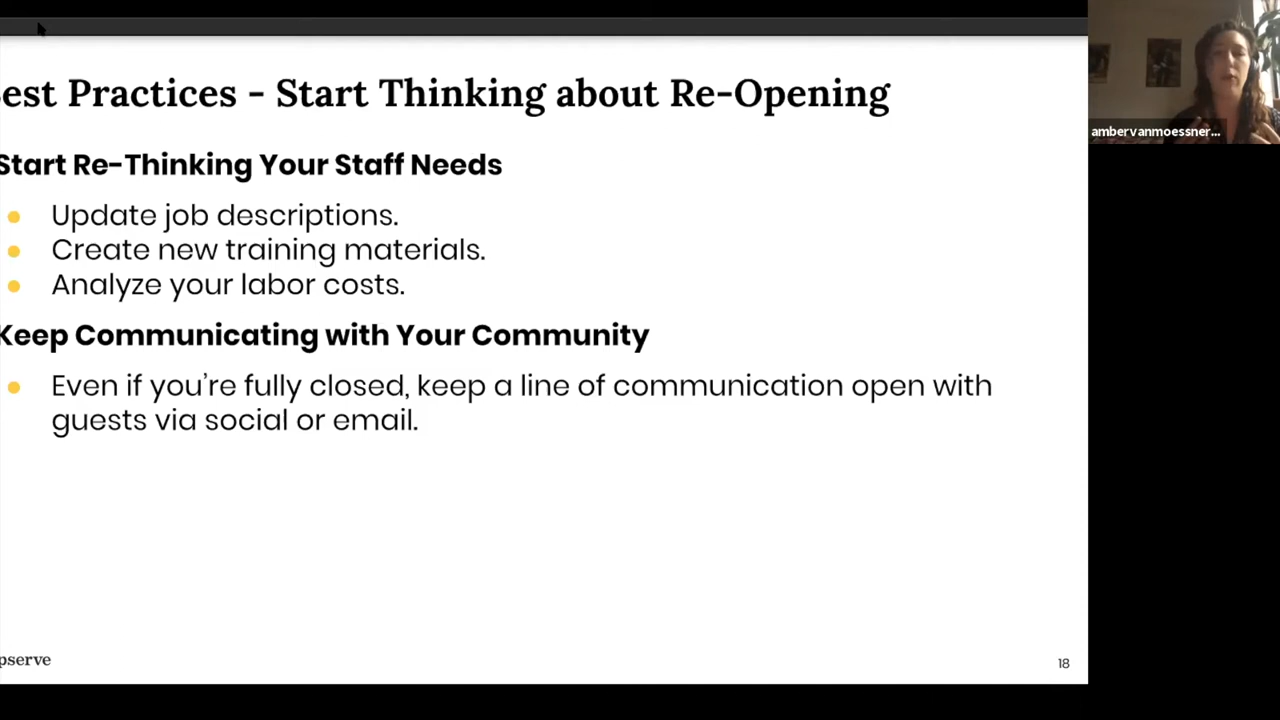 est Practices - Start Thinking about Re-Opening
Start Re-Thinking Your Staff Needs
Update job descriptions.
Create new training materials.
Analyze your labor costs.
Keep Communicating with Your Community
Even if you're fully closed, keep a line of communication open with
guests via social or email.
pserve
18
ambervanmoessner...